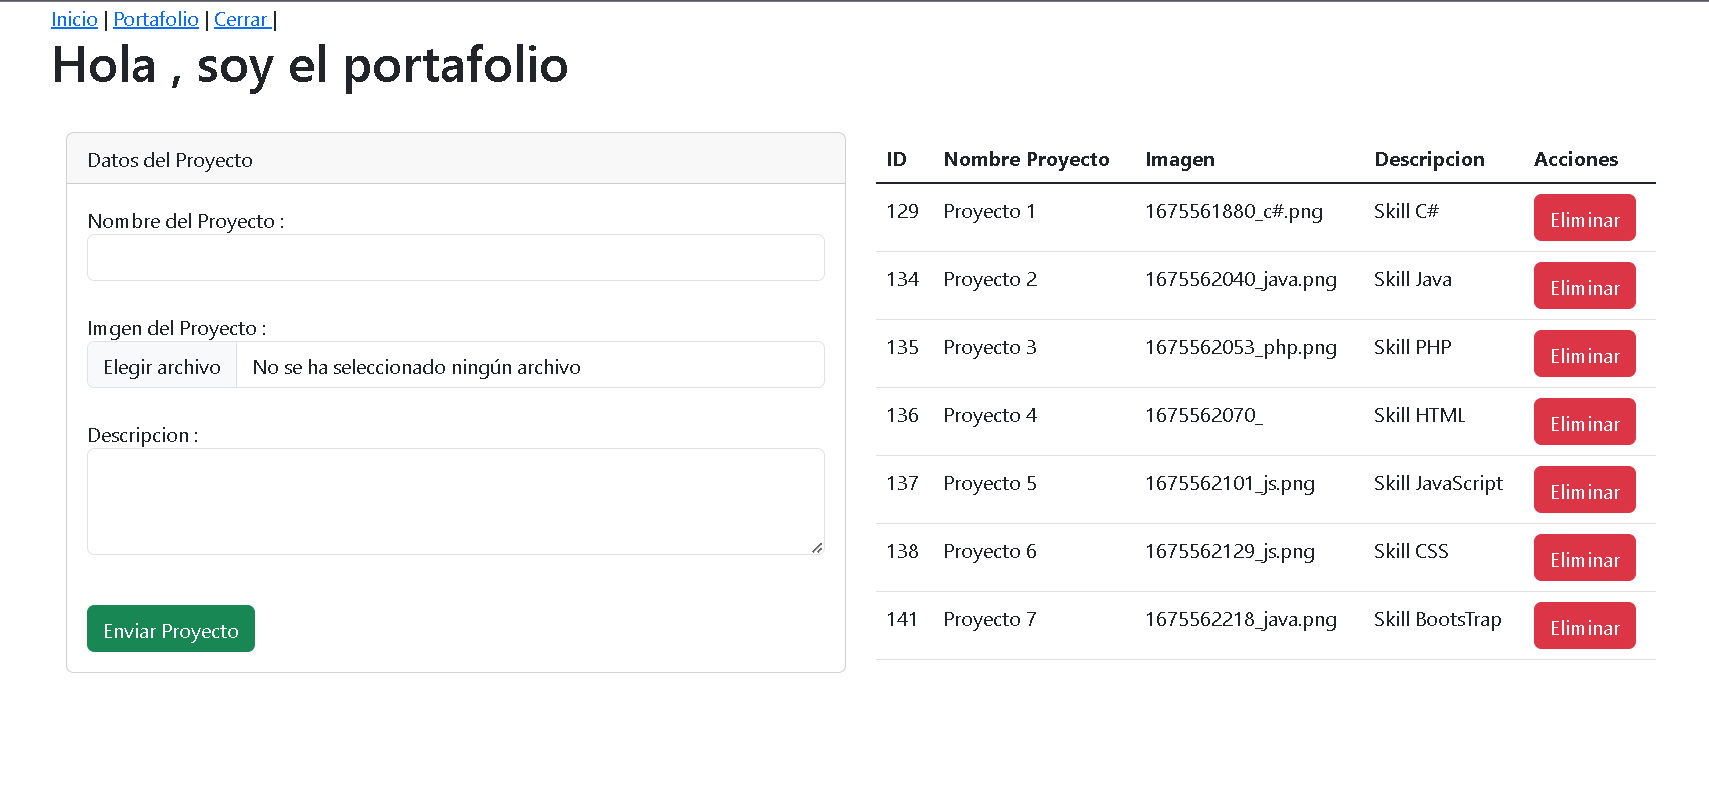 Inicio | Portafolio | Cerrar |
Hola , soy el portafolio
Datos del Proyecto
Nombre del Proyecto :
Imgen del Proyecto :
Elegir archivo No se ha seleccionado ningún archivo
Descripcion :
Enviar Proyecto
ID Nombre Proyecto Imagen Descripcion Acciones
129 Proyecto 1 1675561880_c#.png Skill C# Eliminar
134 Proyecto 2 1675562040_java.png Skill Java Eliminar
135 Proyecto 3 1675562053_php.png Skill PHP Eliminar
136 Proyecto 4 1675562070_ Skill HTML Eliminar
137 Proyecto 5 1675562101_js.png Skill JavaScript Eliminar
138 Proyecto 6 1675562129_js.png Skill CSS Eliminar
141 Proyecto 7 1675562218_java.png Skill BootsTrap Eliminar